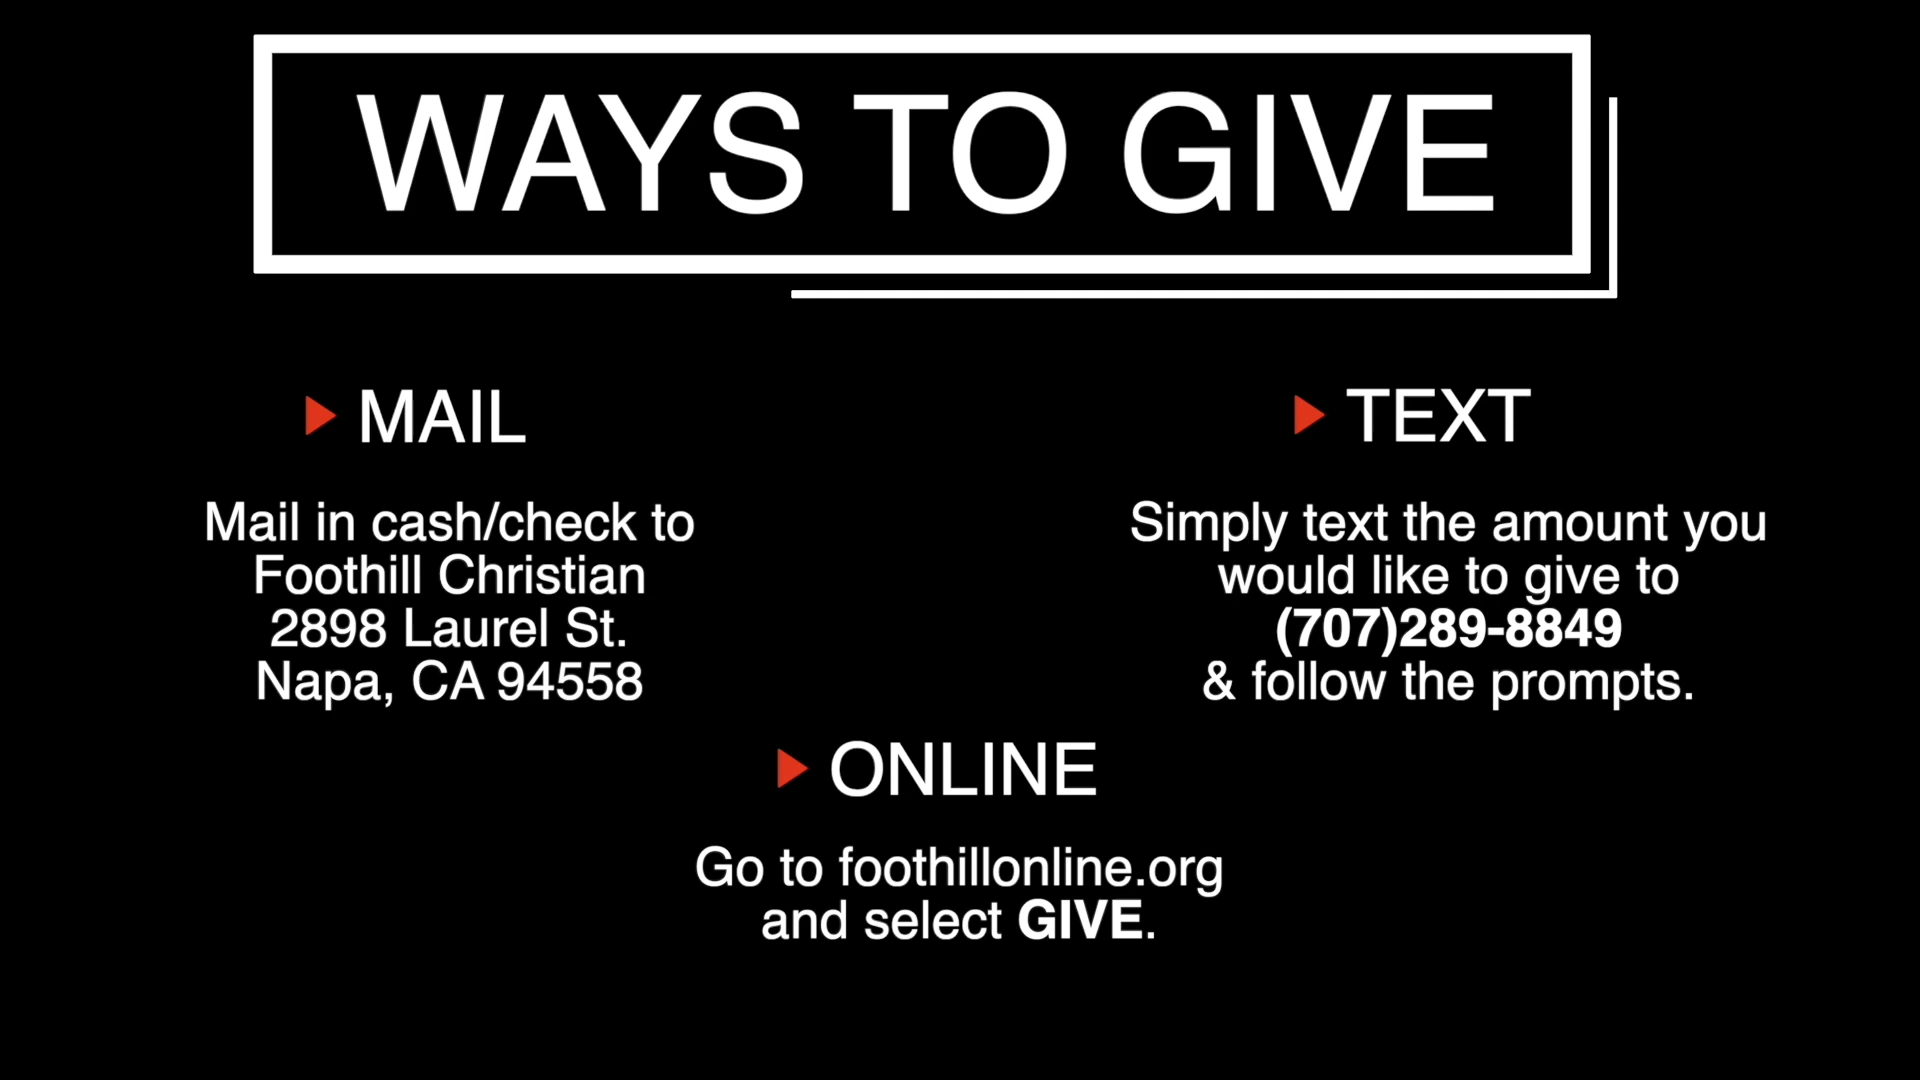 WAYS TO GIVE
MAIL
Mail in cash/check to
Foothill Christian
2898 Laurel St.
Napa, CA 94558
TEXT
Simply text the amount you
would like to give to
(707)289-8849
& follow the prompts.
ONLINE
Go to foothillonline.org
and select GIVE.